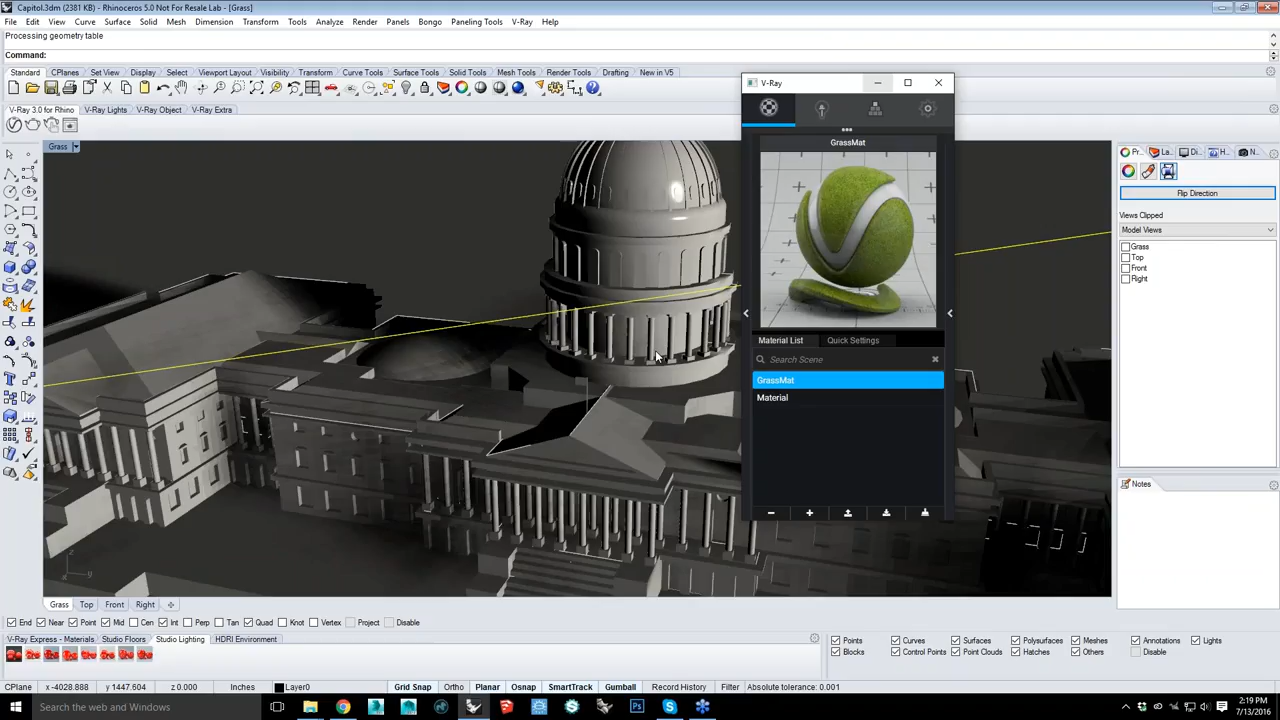 Capitol.3dm (2381 KB) - Rhinoceros 5.0 Not For Resale Lab - [Grass]
File Edit View Curve Surface Solid Mesh Dimension Transform Tools Analyze Render Panels Bongo Paneling Tools V-Ray Help
Processing geometry table
Command:
Standard CPlanes Set View Display Select Viewport Layout Visibility Transform Curve Tools Surface Tools Solid Tools Mesh Tools Render Tools Drafting New in V5
V-Ray 3.0 for Rhino V-Ray Lights V-Ray Object V-Ray Extra
Grass
V-Ray
GrassMat
Material List Quick Settings
Search Scene
GrassMat
Material
Pr... La... Di... H... N...
Flip Direction
Views Clipped
Model Views
Grass
Top
Front
Right
Notes
z
x y
Grass Top Front Right
End Near Point Mid Cen Int Perp Tan Quad Knot Vertex Project Disable
V-Ray Express - Materials Studio Floors Studio Lighting HDRI Environment
Points Curves Surfaces Polysurfaces Meshes Annotations Lights
Blocks Control Points Point Clouds Hatches Others Disable
CPlane x -4028.888 y 1447.604 z 0.000 Inches Layer0 Grid Snap Ortho Planar Osnap SmartTrack Gumball Record History Filter Absolute tolerance: 0.001
Search the web and Windows
2:19 PM
7/13/2016